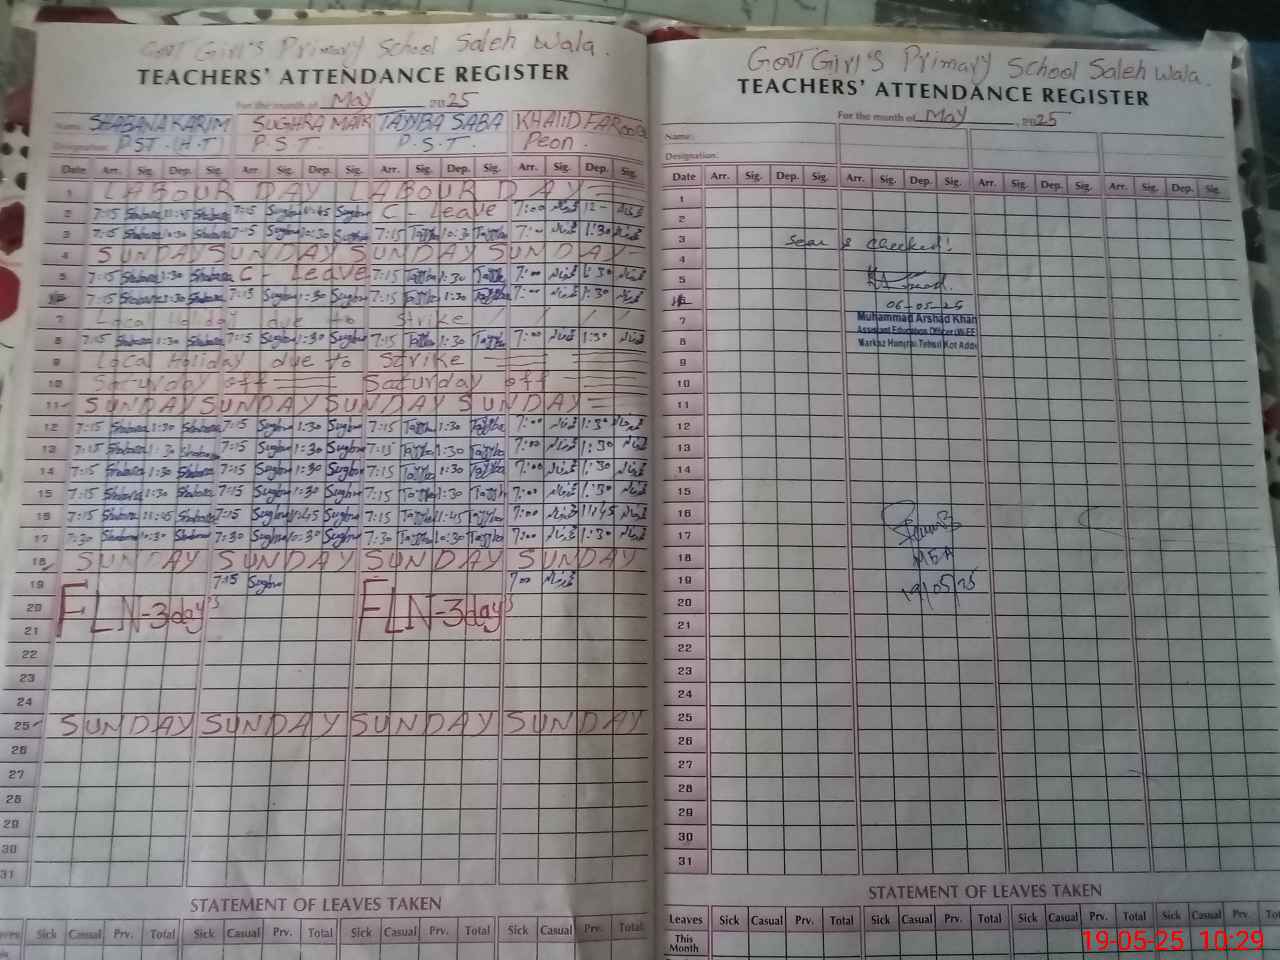 Govt Girl's Primary School Saleh Wala.
TEACHERS' ATTENDANCE REGISTER
For the month of May 2025
Name: SHABANA KARIM SUGHRA MAI TAYYBA SABA KHALID FAROOQ
Designation: P.S.T. (H.T) P.S.T. P.S.T. Peon.
Date Arr. Sig. Dep. Sig. Arr. Sig. Dep. Sig. Arr. Sig. Dep. Sig. Arr. Sig. Dep. Sig.
1 LABOUR DAY LABOUR DAY
2 7:15 Shabana 11:45 Shabana 7:15 Sughra 11:45 Sughra C - Leave 7:00 12 -
3 7:15 Shabana 10:30 Shabana 7:15 Sughra 10:30 Sughra 7:15 Tayyba 10:30 Tayyba 7:00 1:30
4 SUNDAY SUNDAY SUNDAY SUNDAY
5 7:15 Shabana 1:30 Shabana C - Leave 7:15 Tayyba 1:30 Tayyba 7:00 1:30
7:15 Shabana 1:30 Shabana 7:15 Sughra 1:30 Sughra 7:15 Tayyba 1:30 Tayyba 7:00 1:30
7 Local Holiday due to Strike
8 7:15 Shabana 1:30 Shabana 7:15 Sughra 1:30 Sughra 7:15 Tayyba 1:30 Tayyba 7:00 1:30
9 Local Holiday due to Strike
10 Saturday off Saturday off
11 SUNDAY SUNDAY SUNDAY SUNDAY
12 7:15 Shabana 1:30 Shabana 7:15 Sughra 1:30 Sughra 7:15 Tayyba 1:30 Tayyba 7:00 1:30
13 7:15 Shabana 1:30 Shabana 7:15 Sughra 1:30 Sughra 7:15 Tayyba 1:30 Tayyba 7:00 1:30
14 7:15 Shabana 1:30 Shabana 7:15 Sughra 1:30 Sughra 7:15 Tayyba 1:30 Tayyba 7:00 1:30
15 7:15 Shabana 1:30 Shabana 7:15 Sughra 1:30 Sughra 7:15 Tayyba 1:30 Tayyba 7:00 1:30
16 7:15 Shabana 11:45 Shabana 7:15 Sughra 11:45 Sughra 7:15 Tayyba 11:45 Tayyba 7:00 11:45
17 7:30 Shabana 10:30 Shabana 7:30 Sughra 10:30 Sughra 7:30 Tayyba 10:30 Tayyba 7:00 1:30
18 SUNDAY SUNDAY SUNDAY SUNDAY
19 7:15 Sughra 7:00
20 FLN-3day's FLN-3day's
21
22
23
24
25 SUNDAY SUNDAY SUNDAY SUNDAY
26
27
28
29
30
31
STATEMENT OF LEAVES TAKEN
Sick Casual Prv. Total Sick Casual Prv. Total Sick Casual Prv. Total Sick Casual Prv. Total
Govt Girl's Primary School Saleh Wala.
TEACHERS' ATTENDANCE REGISTER
For the month of May, 2025
Name:
Designation:
Date Arr. Sig. Dep. Sig. Arr. Sig. Dep. Sig. Arr. Sig. Dep. Sig. Arr. Sig. Dep. Sig.
1
2
3 Seen & checked!
4
5
06-05-25
7 Muhammad Arshad Khan
Assistant Education Officer (W-EE
8 Markaz Hunjrai Tehsil Kot Addu
9
10
11
12
13
14
15
16
17
18 MEA
19 19/05/25
20
21
22
23
24
25
26
27
28
29
30
31
STATEMENT OF LEAVES TAKEN
Leaves Sick Casual Prv. Total Sick Casual Prv. Total Sick Casual Prv. Total Sick Casual Prv.
This Month
19-05-25 10:29